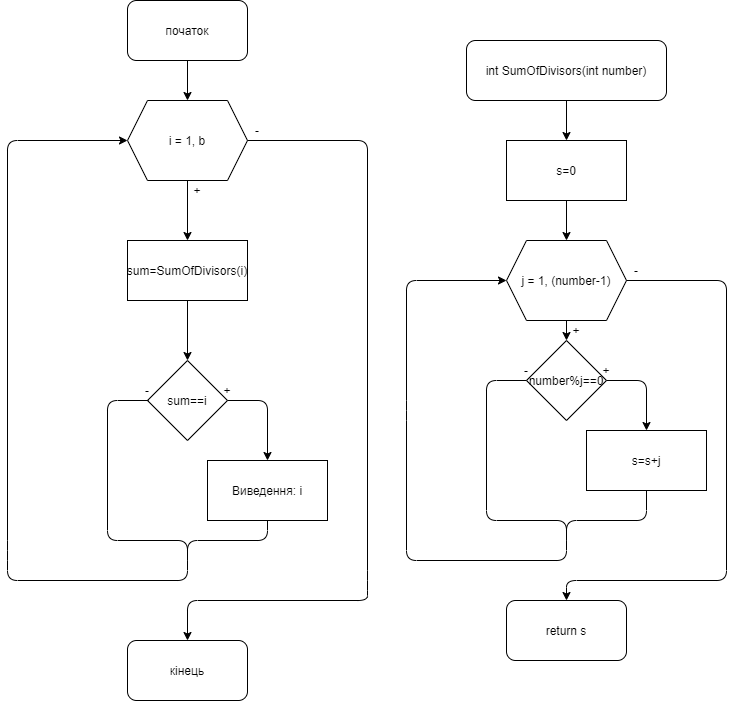 початок
i = 1, b
-
+
sum=SumOfDivisors(i)
sum==i
-
+
Виведення: i
кінець
int SumOfDivisors(int number)
s=0
j = 1, (number-1)
-
+
number%j==0
-
+
s=s+j
return s